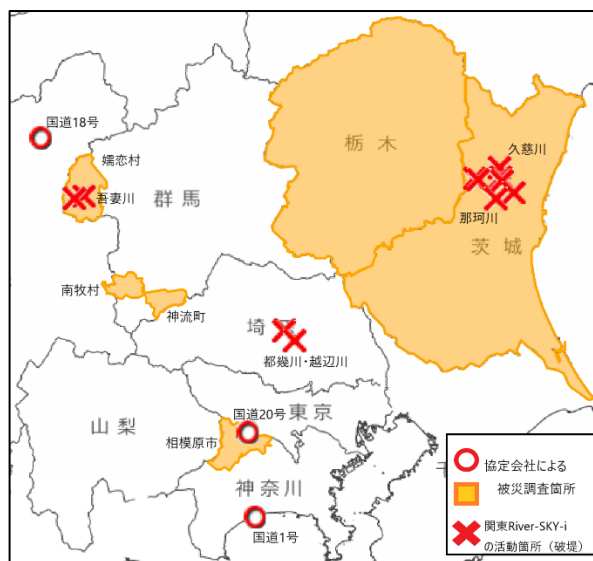 国道18号
嬬恋村
吾妻川
群馬
栃木
久慈川
那珂川
茨城
南牧村
神流町
埼
都幾川・越辺川
国道20号
東京
山梨
相模原市
神奈川
国道1号
協定会社による
被災調査箇所
関東River-SKY-i
の活動箇所（破堤）